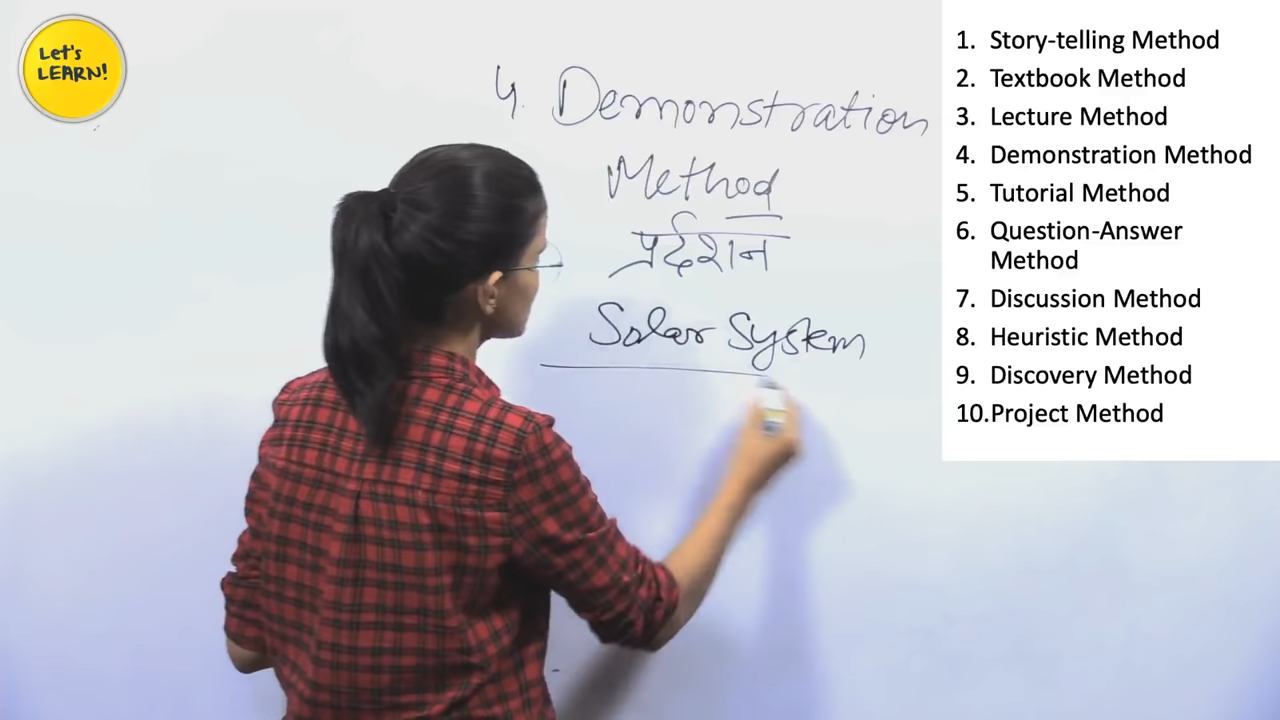 Let's
LEARN!
4. Demonstration
Method
प्रर्दशन
Solar System
1. Story-telling Method
2. Textbook Method
3. Lecture Method
4. Demonstration Method
5. Tutorial Method
6. Question-Answer
Method
7. Discussion Method
8. Heuristic Method
9. Discovery Method
10.Project Method